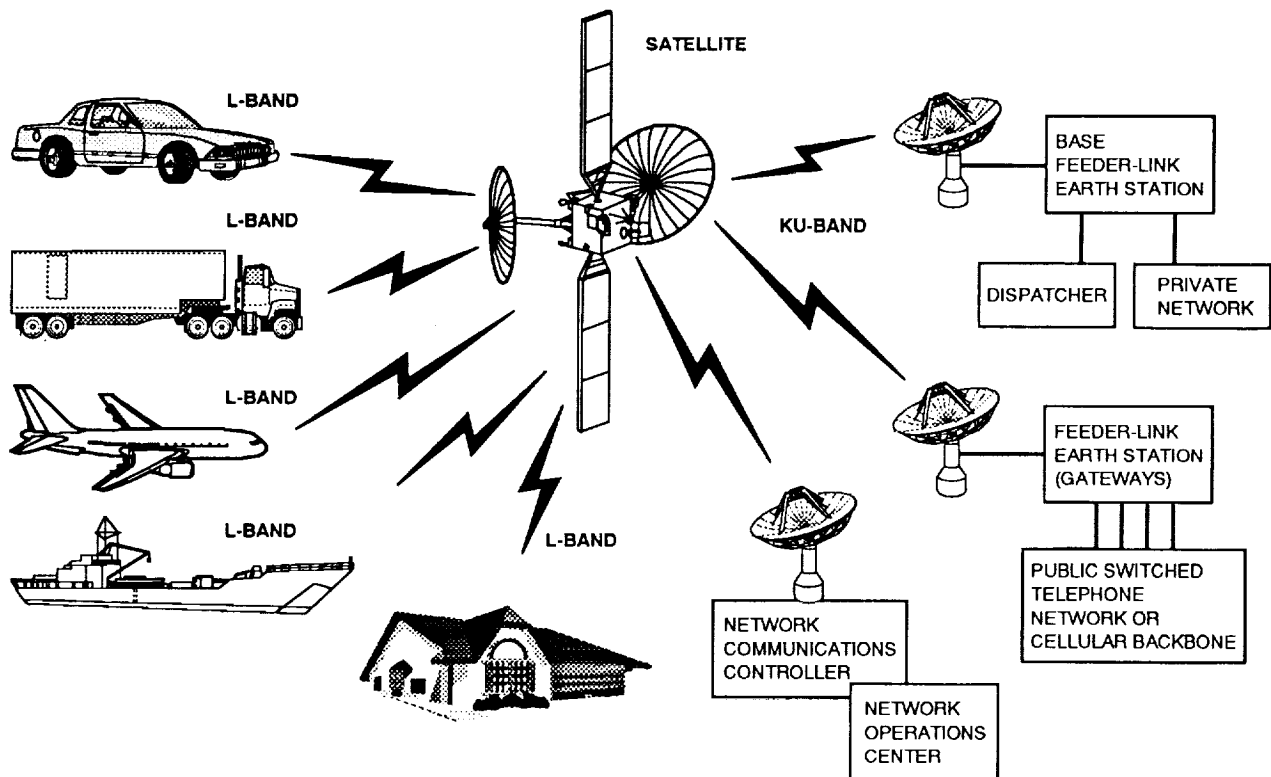 SATELLITE
L-BAND
L-BAND
L-BAND
L-BAND
L-BAND
KU-BAND
BASE
FEEDER-LINK
EARTH STATION
DISPATCHER
PRIVATE
NETWORK
FEEDER-LINK
EARTH STATION
(GATEWAYS)
PUBLIC SWITCHED
TELEPHONE
NETWORK OR
CELLULAR BACKBONE
NETWORK
COMMUNICATIONS
CONTROLLER
NETWORK
OPERATIONS
CENTER